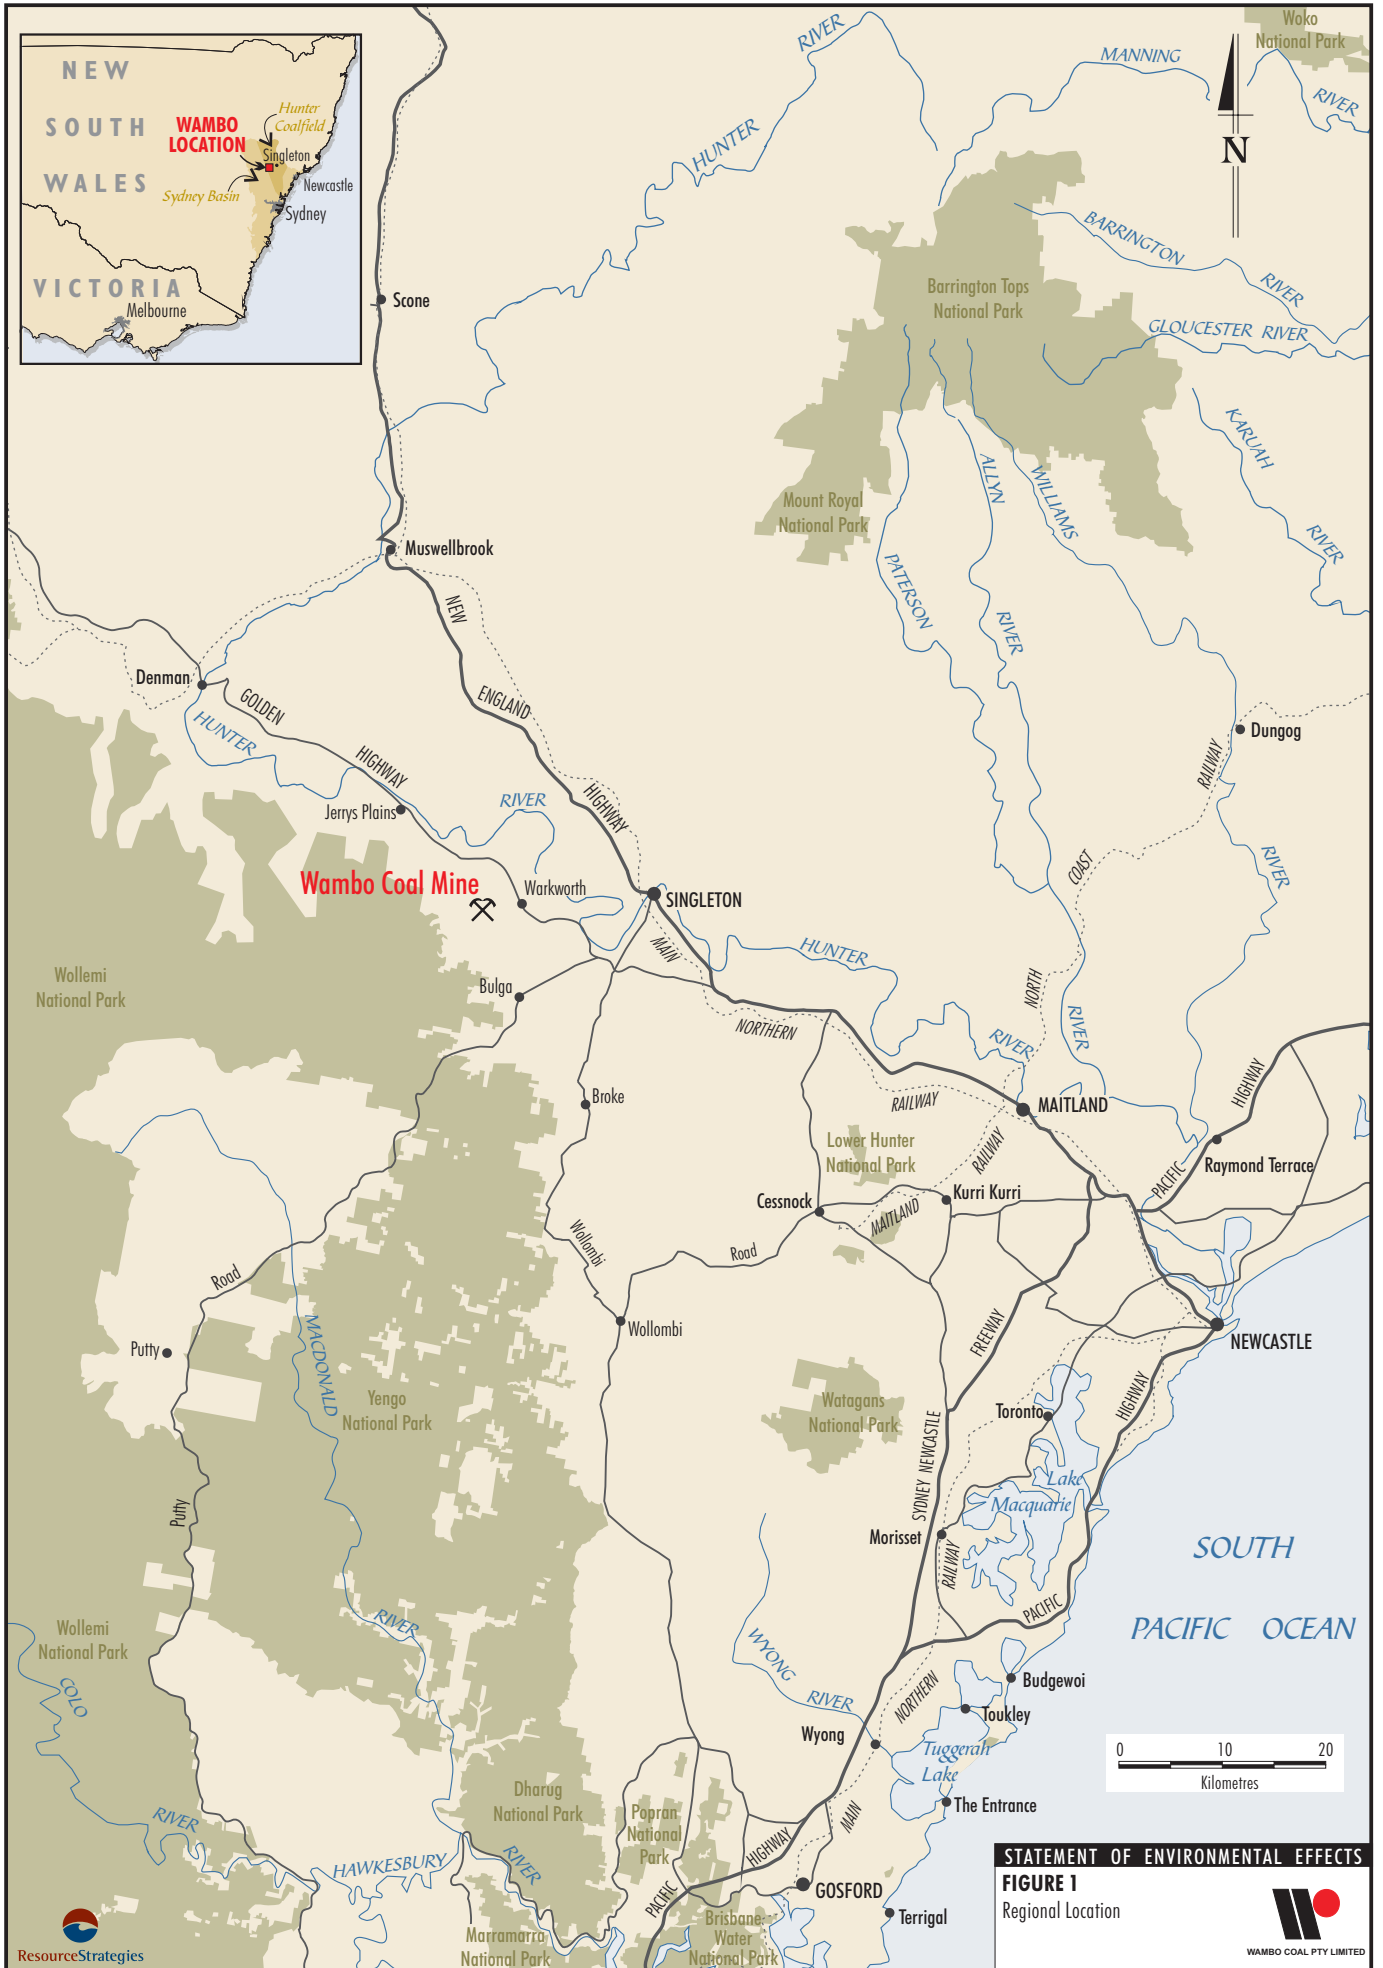 NEW
SOUTH
WALES
VICTORIA
WAMBO
LOCATION
Hunter
Coalfield
Singleton
Newcastle
Sydney Basin
Sydney
Melbourne
Woko
National Park
MANNING
RIVER
N
HUNTER
RIVER
BARRINGTON
RIVER
Barrington Tops
National Park
GLOUCESTER RIVER
KARUAH
RIVER
Scone
Mount Royal
National Park
ALLYN
RIVER
WILLIAMS
RIVER
PATERSON
RIVER
Muswellbrook
NEW
ENGLAND
HIGHWAY
Denman
GOLDEN
HIGHWAY
HUNTER
RIVER
Jerrys Plains
Dungog
NORTH
COAST
RAILWAY
Wambo Coal Mine
Warkworth
SINGLETON
MAIN
NORTHERN
RAILWAY
HUNTER
RIVER
Wollemi
National Park
Bulga
Broke
MAITLAND
Lower Hunter
National Park
RAILWAY
MAITLAND
Kurri Kurri
Cessnock
PACIFIC
HIGHWAY
Raymond Terrace
Wollombi
Road
Road
Putty
Putty
Wollombi
MACDONALD
RIVER
Yengo
National Park
Watagans
National Park
NEWCASTLE
FREEWAY
SYDNEY NEWCASTLE
Toronto
HIGHWAY
Lake
Macquarie
Morisset
RAILWAY
PACIFIC
SOUTH
PACIFIC OCEAN
Wollemi
National Park
COLO
RIVER
WYONG
RIVER
NORTHERN
MAIN
Budgewoi
Toukley
Wyong
Tuggerah
Lake
The Entrance
Dharug
National Park
Popran
National
Park
HAWKESBURY
RIVER
HIGHWAY
PACIFIC
GOSFORD
Terrigal
Marramarra
National Park
Brisbane
Water
National Park
0 10 20
Kilometres
STATEMENT OF ENVIRONMENTAL EFFECTS
FIGURE 1
Regional Location
WAMBO COAL PTY LIMITED
ResourceStrategies